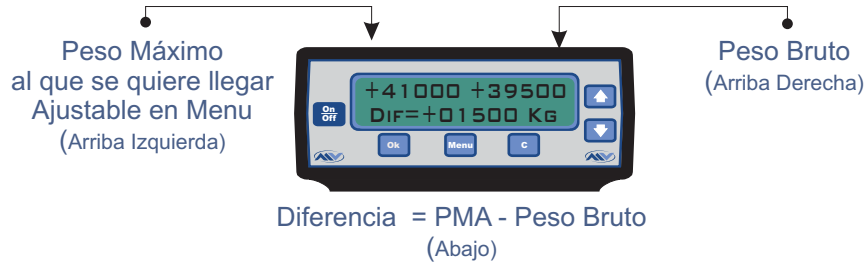 Peso Máximo
al que se quiere llegar
Ajustable en Menu
(Arriba Izquierda)
Peso Bruto
(Arriba Derecha)
+41000 +39500
DIF=+01500 KG
On
Off
Ok
Menu
C
Diferencia = PMA - Peso Bruto
(Abajo)